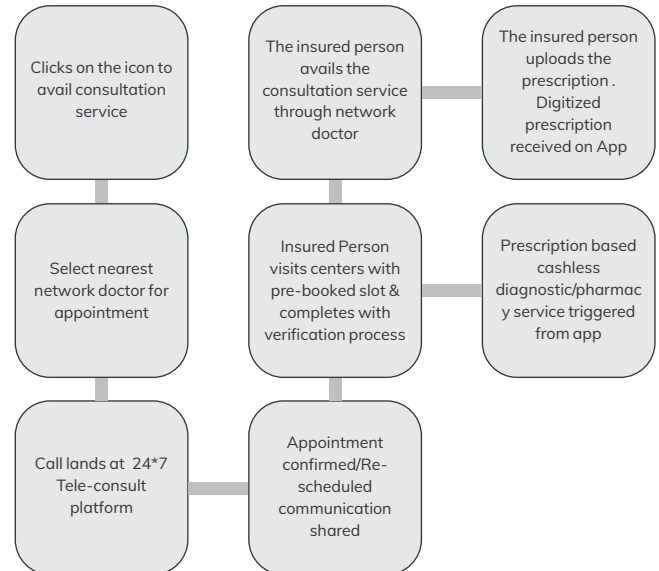 Clicks on the icon to
avail consultation
service
Select nearest
network doctor for
appointment
Call lands at 24*7
Tele-consult
platform
Appointment
confirmed/Re-
scheduled
communication
shared
Insured Person
visits centers with
pre-booked slot &
completes with
verification process
The insured person
avails the
consultation service
through network
doctor
The insured person
uploads the
prescription .
Digitized
prescription
received on App
Prescription based
cashless
diagnostic/pharmac
y service triggered
from app